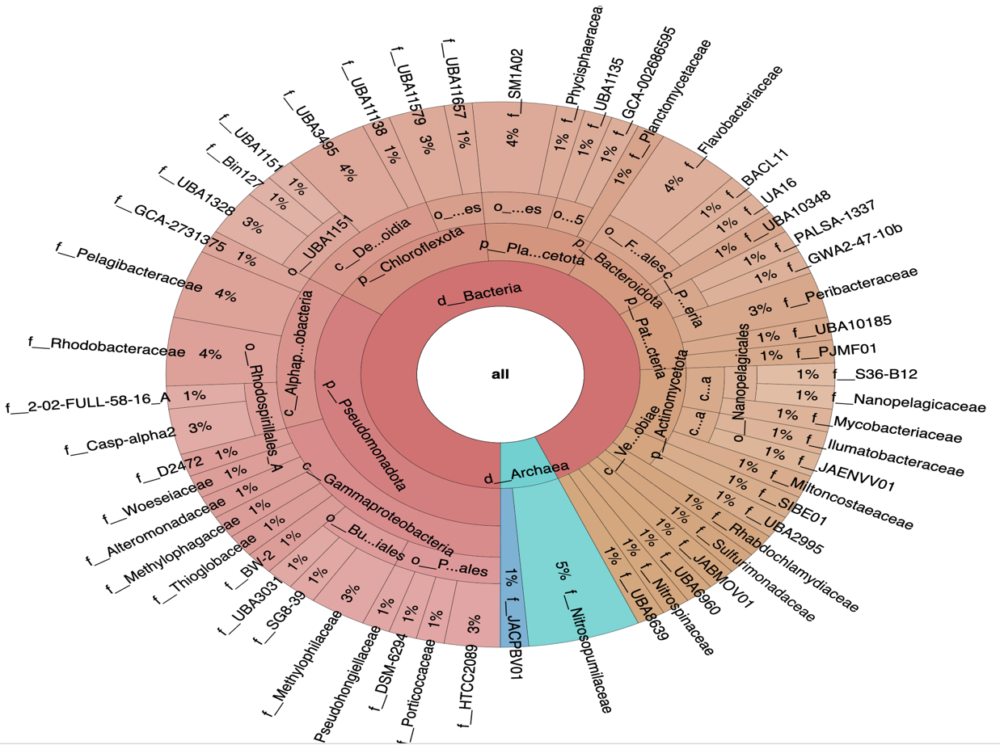 all
d__Bacteria
d__Archaea
p__Pseudomonadota
p__Chloroflexota
p__Pla...cetota
p__Bacteroidota
p__Pat...cteria
p__Actinomycetota
c__Ve...obiae
c__Alphap...obacteria
c__Gammaproteobacteria
c__De...oidia
c__P...eria
c...a
c...a
o__UBA1151
o__...es
o__...es
o...5
o__F...ales
o__Nanopelagicales
o__Rhodospirillales_A
o__Bu...iales
o__P...ales
4% f__SM1A02
1% f__Phycisphaeracea
1% f__UBA1135
1% f__GCA-002686595
1% f__Planctomycetaceae
4% f__Flavobacteriaceae
1% f__BACL11
1% f__UA16
1% f__UBA10348
1% f__PALSA-1337
1% f__GWA2-47-10b
3% f__Peribacteraceae
1% f__UBA10185
1% f__PJMF01
1% f__S36-B12
1% f__Nanopelagicaceae
1% f__Mycobacteriaceae
1% f__Ilumatobacteraceae
1% f__JAENVV01
1% f__Miltoncostaeaceae
1% f__SIBE01
1% f__UBA2995
1% f__Rhabdochlamydiaceae
1% f__Sulfurimonadaceae
1% f__JABMOV01
1% f__UBA6960
1% f__Nitrospinaceae
1% f__UBA8639
5% f__Nitrosopumilaceae
1% f__JACPBV01
f__HTCC2089 3%
f__Porticoccaceae 1%
f__DSM-6294 1%
Pseudohongiellaceae 1%
f__Methylophilaceae 3%
f__SG8-39 1%
f__UBA3031 1%
f__BW-2 1%
f__Thioglobaceae 1%
f__Methylophagaceae 1%
f__Alteromonadaceae 1%
f__Woeseiaceae 1%
f__D2472 1%
f__Casp-alpha2 3%
f__2-02-FULL-58-16_A 1%
f__Rhodobacteraceae 4%
f__Pelagibacteraceae 4%
f__GCA-2731375 1%
f__UBA1328 3%
f__Bin127 1%
f__UBA1151 1%
f__UBA3495 4%
f__UBA11138 1%
f__UBA11579 3%
f__UBA11657 1%